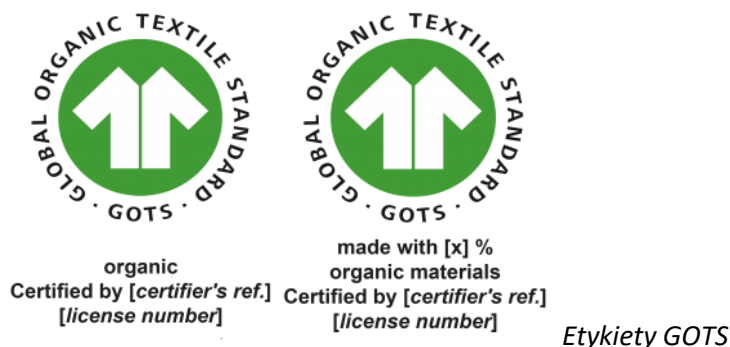 GLOBAL ORGANIC TEXTILE STANDARD · GOTS ·
organic
Certified by [certifier's ref.]
[license number]
GLOBAL ORGANIC TEXTILE STANDARD · GOTS ·
made with [x] %
organic materials
Certified by [certifier's ref.]
[license number]
Etykiety GOTS